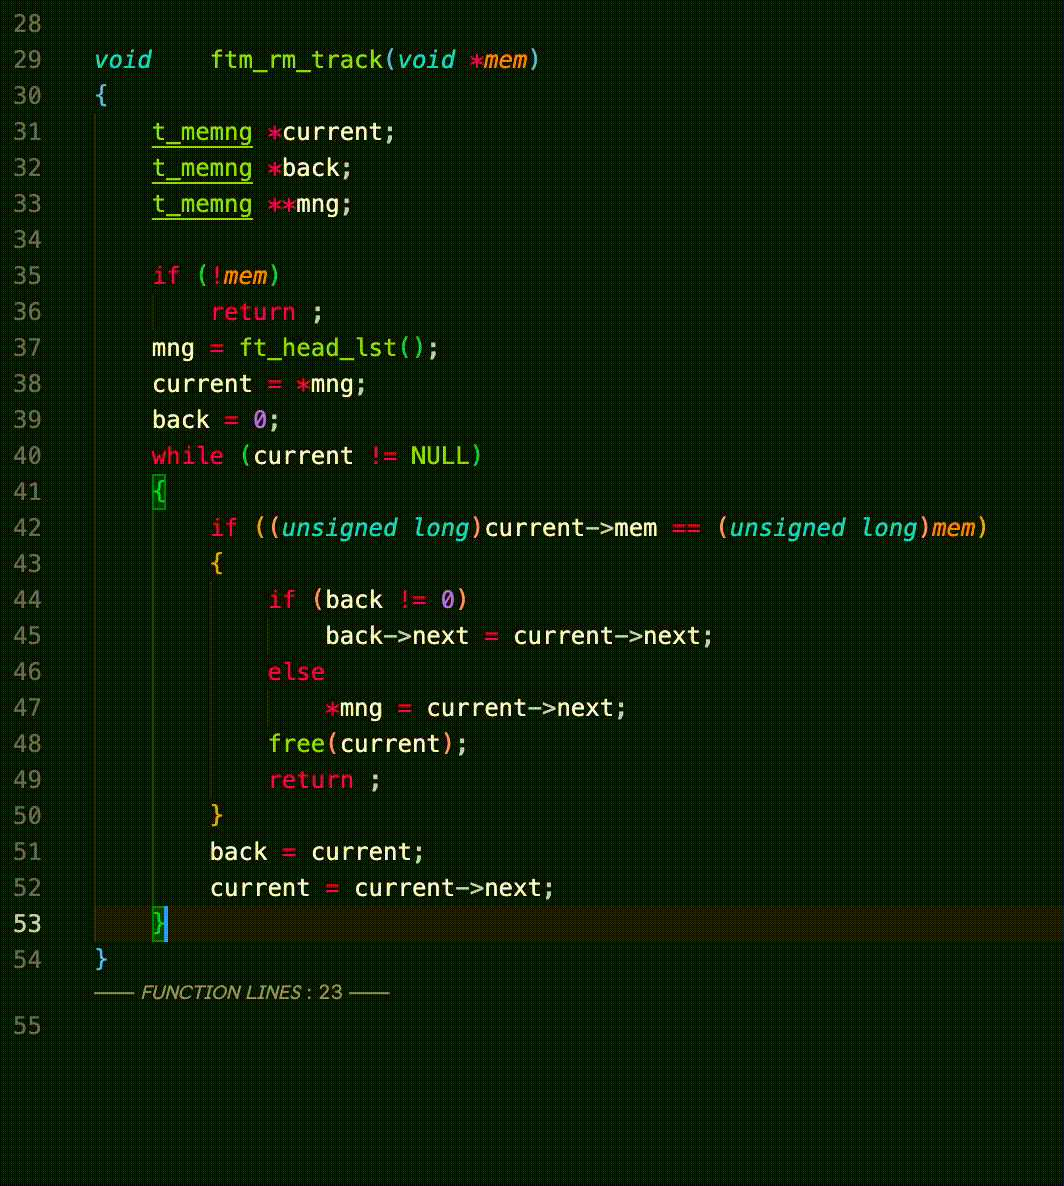 28
29 void ftm_rm_track(void *mem)
30 {
31 t_memng *current;
32 t_memng *back;
33 t_memng **mng;
34
35 if (!mem)
36 return ;
37 mng = ft_head_lst();
38 current = *mng;
39 back = 0;
40 while (current != NULL)
41 {
42 if ((unsigned long)current->mem == (unsigned long)mem)
43 {
44 if (back != 0)
45 back->next = current->next;
46 else
47 *mng = current->next;
48 free(current);
49 return ;
50 }
51 back = current;
52 current = current->next;
53 }
54 }
—— FUNCTION LINES : 23 ——
55